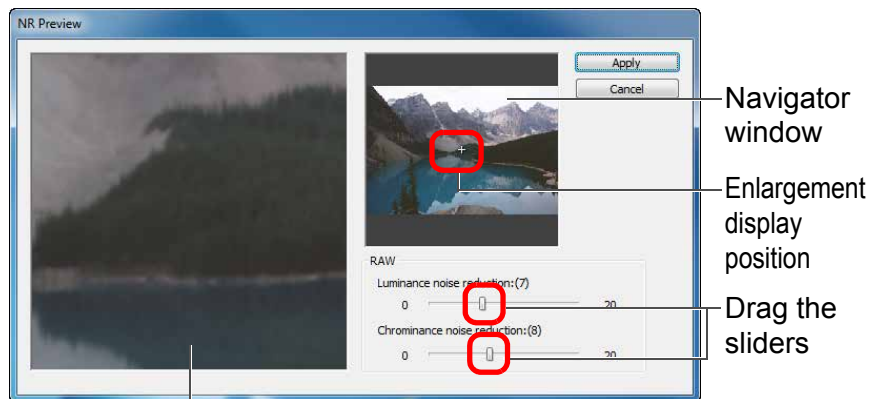 NR Preview
Apply
Cancel
Navigator
window
Enlargement
display
position
RAW
Luminance noise reduction:(7)
0 20
Chrominance noise reduction:(8)
0 20
Drag the
sliders